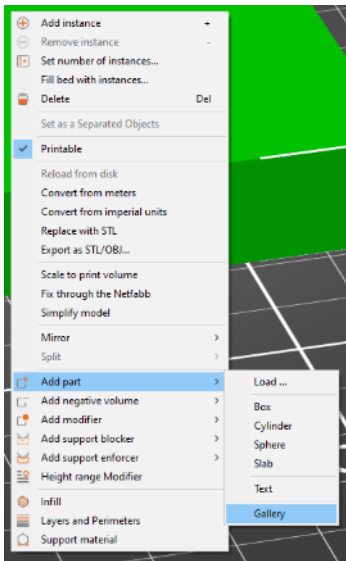 Add instance +
Remove instance -
Set number of instances...
Fill bed with instances...
Delete Del
Set as a Separated Objects
Printable
Reload from disk
Convert from meters
Convert from imperial units
Replace with STL
Export as STL/OBJ...
Scale to print volume
Fix through the Netfabb
Simplify model
Mirror
Split
Add part
Add negative volume
Add modifier
Add support blocker
Add support enforcer
Height range Modifier
Infill
Layers and Perimeters
Support material
Load ...
Box
Cylinder
Sphere
Slab
Text
Gallery